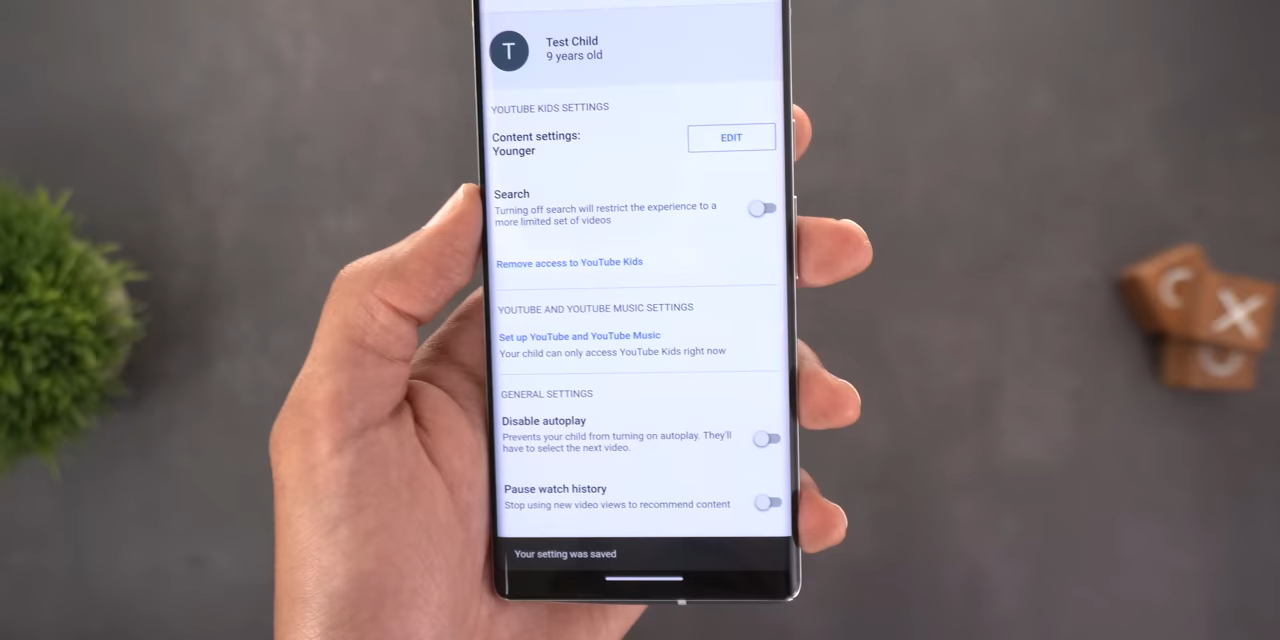 T
Test Child
9 years old
YOUTUBE KIDS SETTINGS
Content settings:
Younger
EDIT
Search
Turning off search will restrict the experience to a
more limited set of videos
Remove access to YouTube Kids
YOUTUBE AND YOUTUBE MUSIC SETTINGS
Set up YouTube and YouTube Music
Your child can only access YouTube Kids right now
GENERAL SETTINGS
Disable autoplay
Prevents your child from turning on autoplay. They'll
have to select the next video.
Pause watch history
Stop using new video views to recommend content
Your setting was saved
C
X